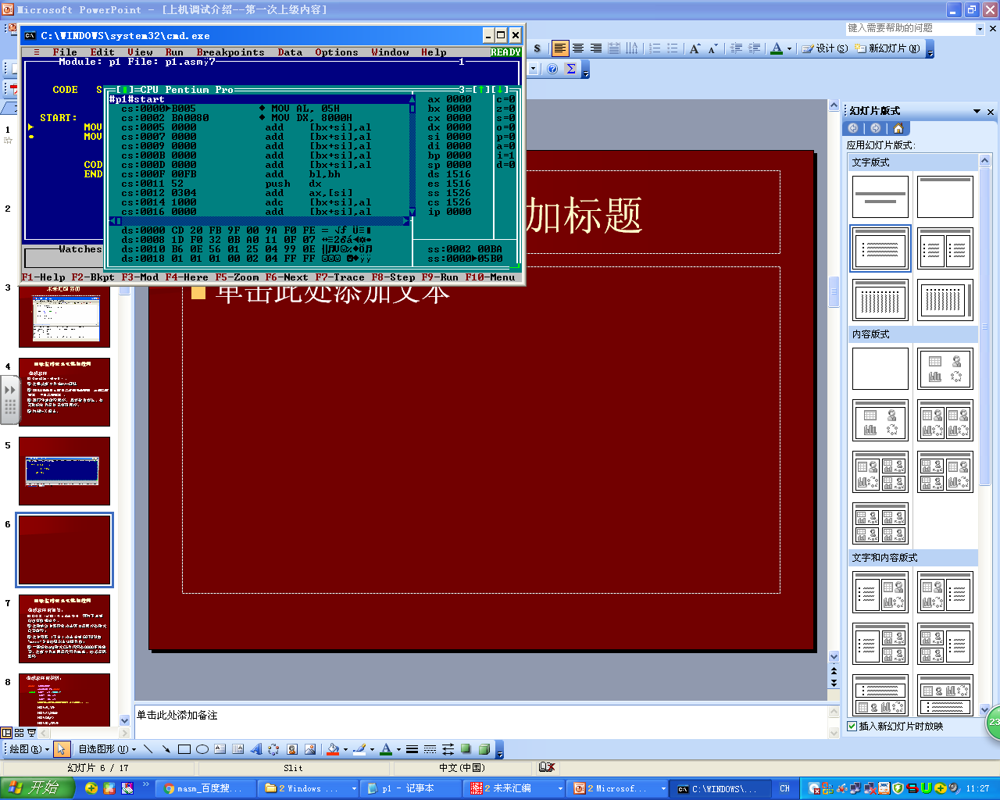 Microsoft PowerPoint - [上机调试介绍--第一次上级内容]
键入需要帮助的问题
C:\WINDOWS\system32\cmd.exe
≡ File Edit View Run Breakpoints Data Options Window Help READY
Module: p1 File: p1.asm
1
CODE S
START:
MOV
MOV
COD
END
Watches
CPU Pentium Pro
3
#p1#start
cs:0000 B005 MOV AL, 05H
cs:0002 BA0080 MOV DX, 8000H
cs:0005 0000 add [bx+si],al
cs:0007 0000 add [bx+si],al
cs:0009 0000 add [bx+si],al
cs:000B 0000 add [bx+si],al
cs:000D 0000 add [bx+si],al
cs:000F 00FB add bl,bh
cs:0011 52 push dx
cs:0012 0304 add ax,[si]
cs:0014 1000 adc [bx+si],al
cs:0016 0000 add [bx+si],al
ax 0000 c=0
bx 0000 z=0
cx 0000 s=0
dx 0000 o=0
si 0000 p=0
di 0000 a=0
bp 0000 i=1
sp 0000 d=0
ds 1516
es 1516
ss 1526
cs 1526
ip 0000
ds:0000 CD 20 FB 9F 00 9A F0 FE
ds:0008 1D F0 32 0B A0 11 0F 07
ds:0010 B6 0E 56 01 25 04 99 0E
ds:0018 01 01 01 00 02 04 FF FF
ss:0002 00BA
ss:0000 05B0
F1-Help F2-Bkpt F3-Mod F4-Here F5-Zoom F6-Next F7-Trace F8-Step F9-Run F10-Menu
S
设计(S)
新幻灯片(N)
1
2
3
4
5
6
7
8
加标题
单击此处添加文本
单击此处添加备注
幻灯片版式
应用幻灯片版式:
文字版式
内容版式
文字和内容版式
插入新幻灯片时放映
23
绘图(R)
自选图形(U)
幻灯片 6 / 17
Slit
中文(中国)
开始
masm_百度搜...
2 Windows ...
p1 - 记事本
2 未来汇编
2 Microsof...
C:\WINDOWS\...
CH
11:27